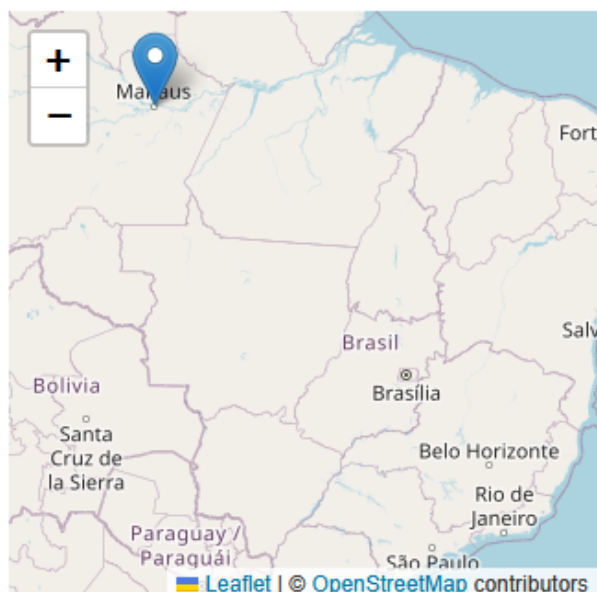 +
−
Manaus
Fort
Salv
Brasil
Brasília
Bolivia
Santa
Cruz de
la Sierra
Belo Horizonte
Rio de
Janeiro
Paraguay /
Paraguái
São Paulo
Leaflet | © OpenStreetMap contributors